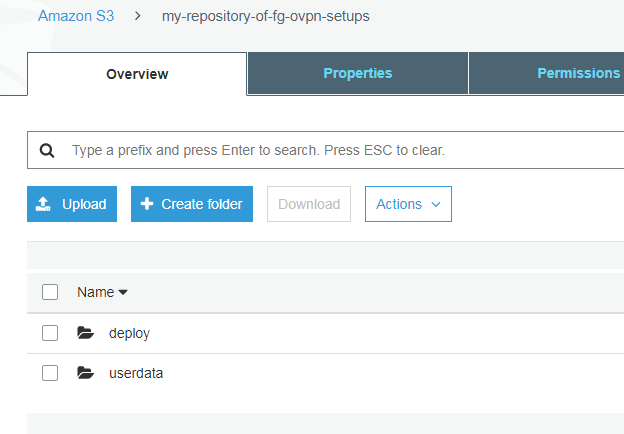 Amazon S3 > my-repository-of-fg-ovpn-setups
Overview Properties Permissions
Type a prefix and press Enter to search. Press ESC to clear.
Upload Create folder Download Actions
Name
deploy
userdata